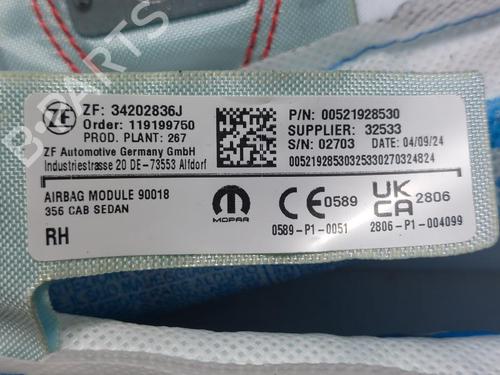 B-PARTS
ZF
ZF: 34202836J
Order: 119199750
PROD. PLANT: 267
ZF Automotive Germany GmbH
Industriestrasse 20 DE-73553 Alfdorf
P/N: 00521928530
SUPPLIER: 32533
S/N: 02703 DATE: 04/09/24
00521928530325330270324824
AIRBAG MODULE 90018
356 CAB SEDAN
RH
MOPAR
CE 0589
0589-P1-0051
UK CA 2806
2806-P1-004099